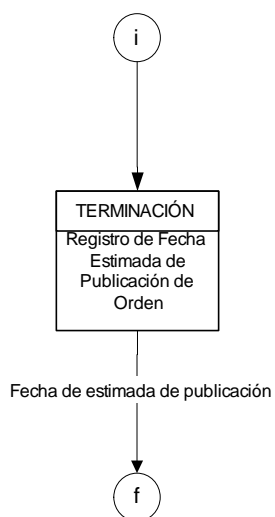 i
TERMINACIÓN
Registro de Fecha
Estimada de
Publicación de
Orden
Fecha de estimada de publicación
f